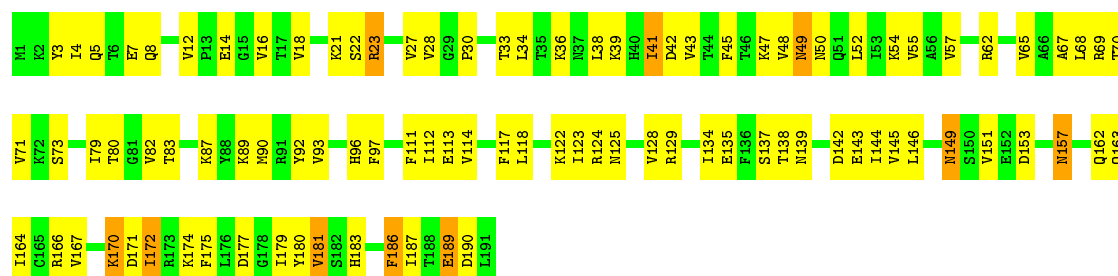 M1 K2 Y3 I4 Q5 T6 E7 Q8 V12 P13 E14 G15 V16 T17 V18 K21 S22 R23 V27 V28 G29 P30 T33 L34 T35 K36 N37 L38 K39 H40 I41 D42 V43 T44 F45 T46 K47 V48 N49 N50 Q51 L52 I53 K54 V55 A56 V57 R62 V65 A66 A67 L68 R69 T70
V71 K72 S73 I79 T80 G81 V82 T83 K87 Y88 K89 M90 R91 Y92 V93 H96 F97 F111 I112 E113 V114 F117 L118 K122 I123 R124 N125 V128 R129 I134 E135 F136 S137 T138 N139 D142 E143 I144 V145 L146 N149 S150 V151 E152 D153 N157 Q162
I164 C165 R166 V167 K170 D171 I172 R173 K174 F175 L176 D177 G178 I179 Y180 V181 S182 H183 F186 I187 T188 E189 D190 L191